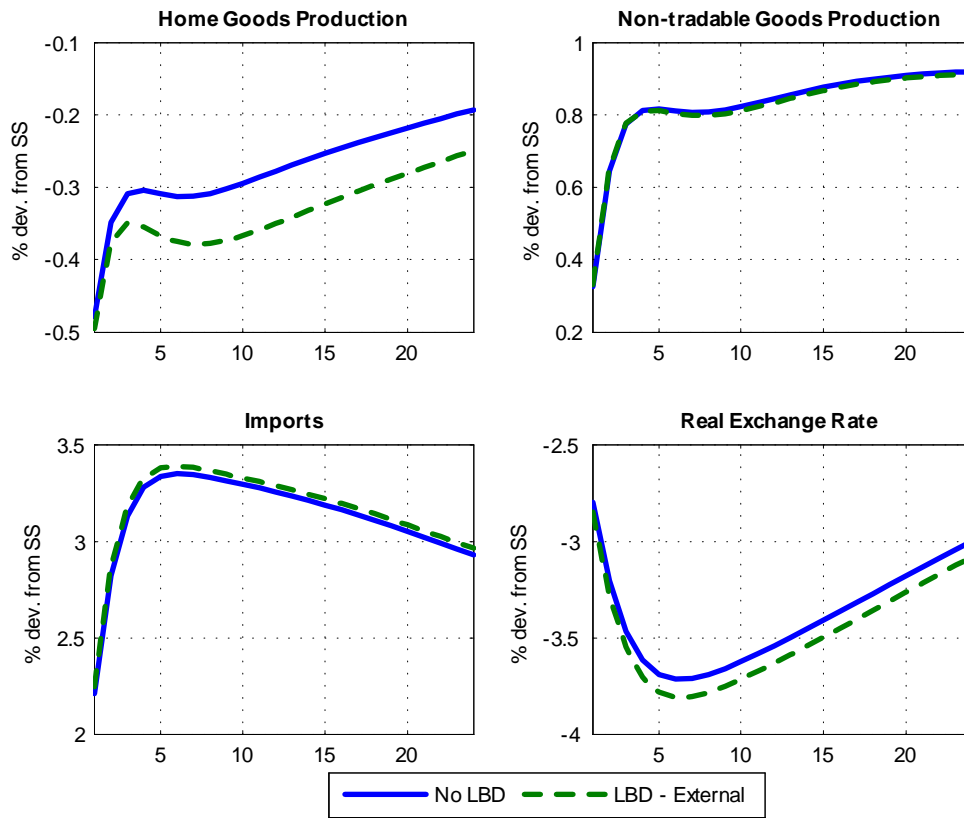 Home Goods Production
% dev. from SS
-0.1
-0.2
-0.3
-0.4
-0.5
5 10 15 20
Non-tradable Goods Production
% dev. from SS
1
0.8
0.6
0.4
0.2
5 10 15 20
Imports
% dev. from SS
3.5
3
2.5
2
5 10 15 20
Real Exchange Rate
% dev. from SS
-2.5
-3
-3.5
-4
5 10 15 20
No LBD LBD - External